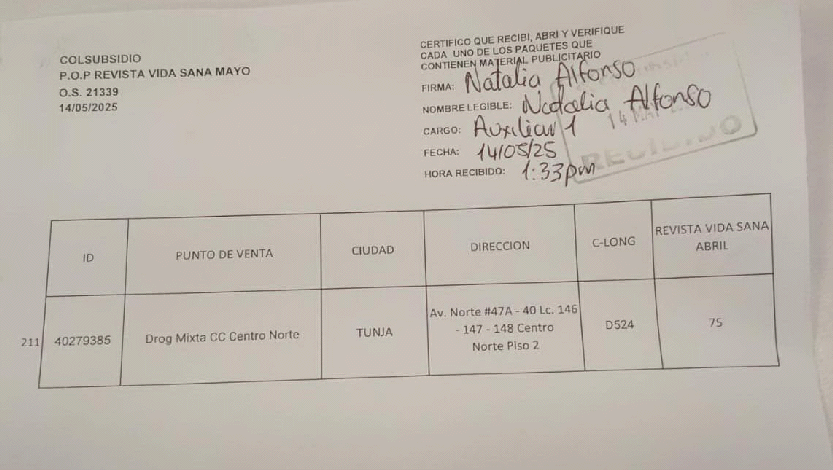 COLSUBSIDIO
P.O.P REVISTA VIDA SANA MAYO
O.S. 21339
14/05/2025
CERTIFICO QUE RECIBI, ABRI Y VERIFIQUE
CADA UNO DE LOS PAQUETES QUE
CONTIENEN MATERIAL PUBLICITARIO
FIRMA: Natalia Alfonso
NOMBRE LEGIBLE: Natalia Alfonso
CARGO: Auxiliar 1
FECHA: 14/05/25
HORA RECIBIDO: 1:33pm
14 MAY
RECIBIDO
ID
PUNTO DE VENTA
CIUDAD
DIRECCION
C-LONG
REVISTA VIDA SANA
ABRIL
211
40279385
Drog Mixta CC Centro Norte
TUNJA
Av. Norte #47A - 40 Lc. 146
- 147 - 148 Centro
Norte Piso 2
D524
75